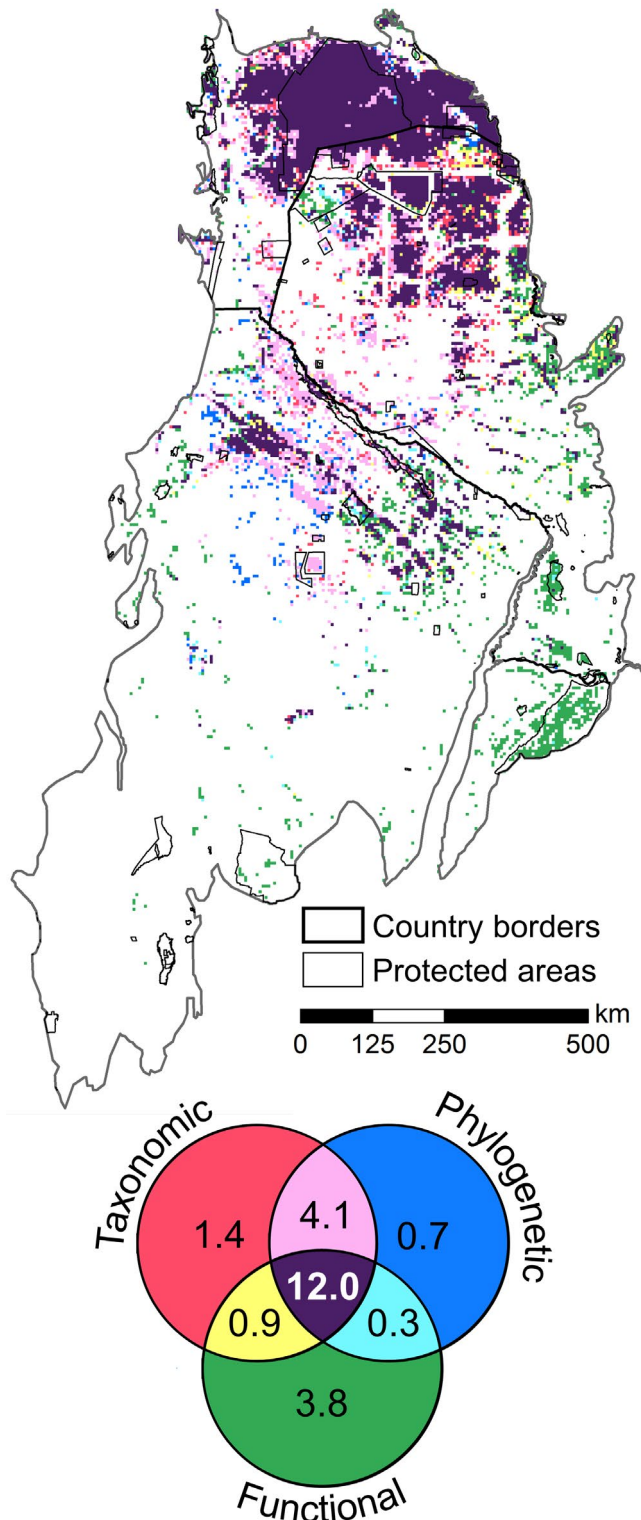 Country borders
Protected areas
km
0 125 250 500
Taxonomic
Phylogenetic
1.4
4.1
0.7
12.0
0.9
0.3
3.8
Functional